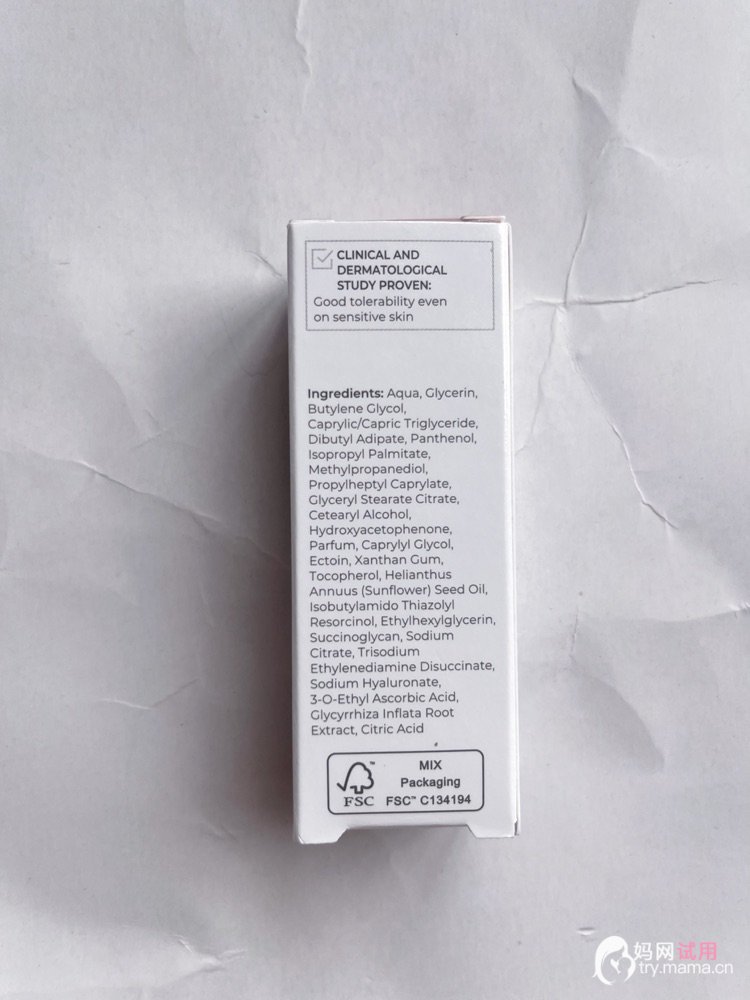 CLINICAL AND
DERMATOLOGICAL
STUDY PROVEN:
Good tolerability even
on sensitive skin
Ingredients: Aqua, Glycerin,
Butylene Glycol,
Caprylic/Capric Triglyceride,
Dibutyl Adipate, Panthenol,
Isopropyl Palmitate,
Methylpropanediol,
Propylheptyl Caprylate,
Glyceryl Stearate Citrate,
Cetearyl Alcohol,
Hydroxyacetophenone,
Parfum, Caprylyl Glycol,
Ectoin, Xanthan Gum,
Tocopherol, Helianthus
Annuus (Sunflower) Seed Oil,
Isobutylamido Thiazolyl
Resorcinol, Ethylhexylglycerin,
Succinoglycan, Sodium
Citrate, Trisodium
Ethylenediamine Disuccinate,
Sodium Hyaluronate,
3-O-Ethyl Ascorbic Acid,
Glycyrrhiza Inflata Root
Extract, Citric Acid
MIX
Packaging
FSC™ FSC™ C134194
妈网试用
try.mama.cn